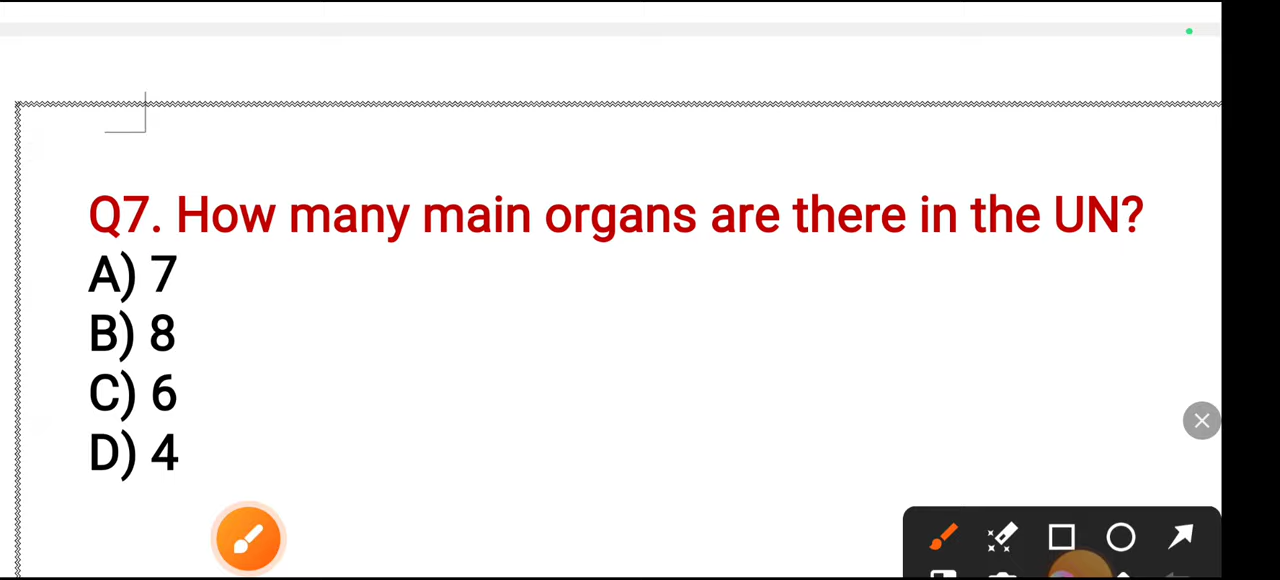 Q7. How many main organs are there in the UN?
A) 7
B) 8
C) 6
D) 4